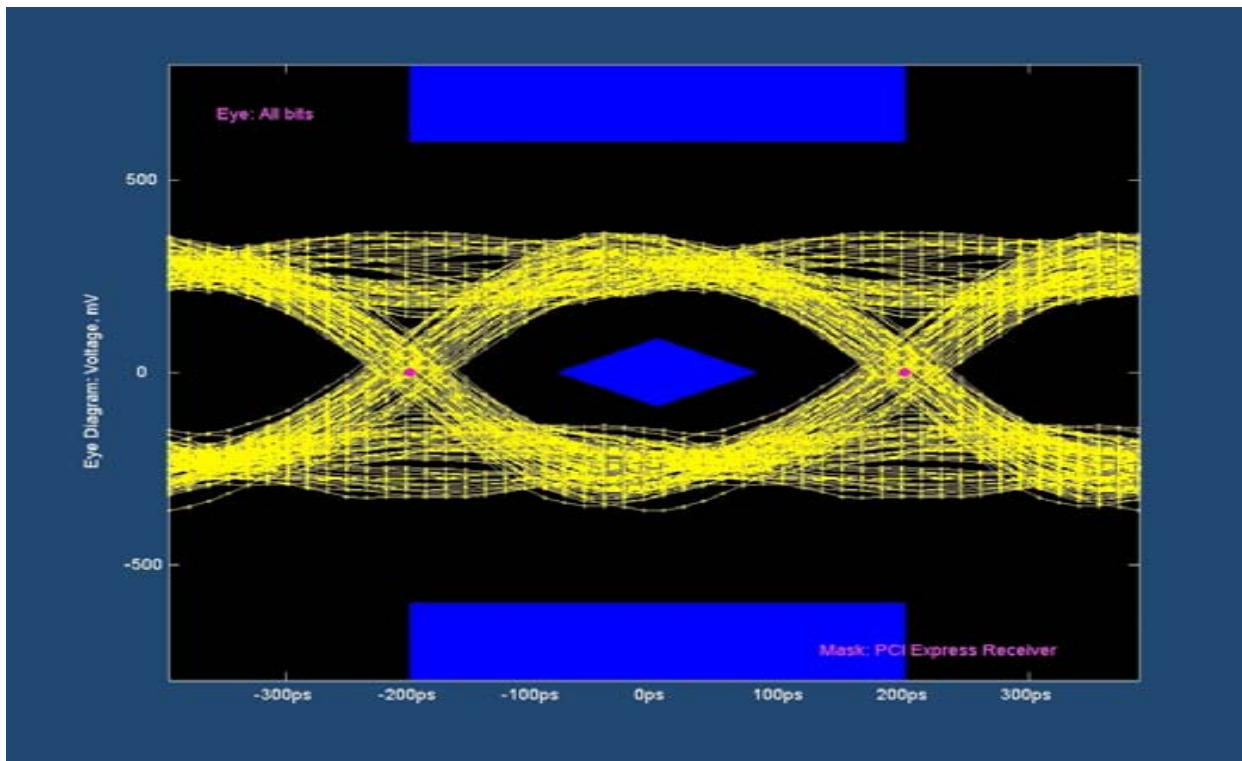 Eye: All bits
500
0
-500
Eye Diagram: Voltage, mV
Mask: PCI Express Receiver
-300ps -200ps -100ps 0ps 100ps 200ps 300ps